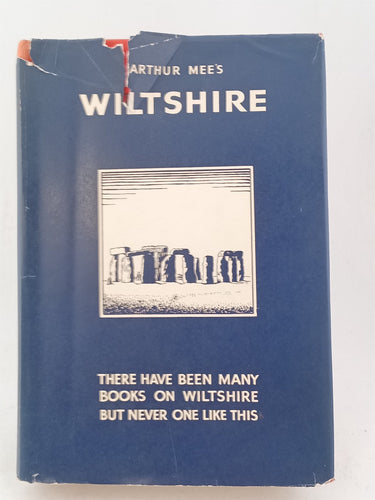 ARTHUR MEE'S
WILTSHIRE
THERE HAVE BEEN MANY
BOOKS ON WILTSHIRE
BUT NEVER ONE LIKE THIS